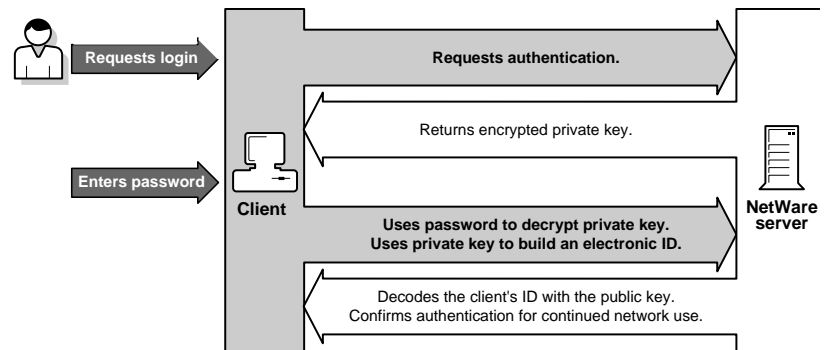 Requests login
Requests authentication.
Returns encrypted private key.
Enters password
Client
NetWare
server
Uses password to decrypt private key.
Uses private key to build an electronic ID.
Decodes the client's ID with the public key.
Confirms authentication for continued network use.